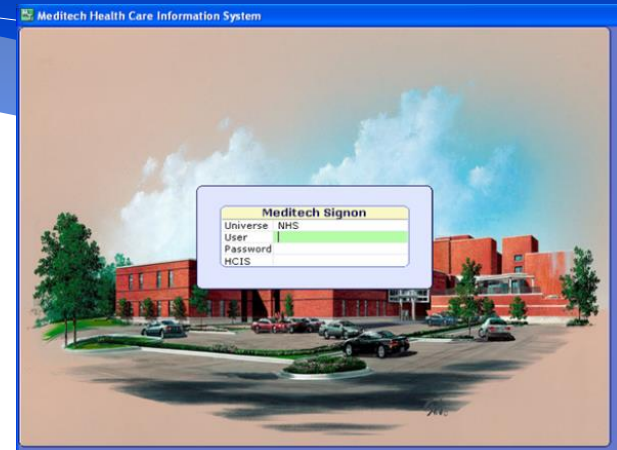 Meditech Health Care Information System
Meditech Signon
Universe NHS
User
Password
HCIS